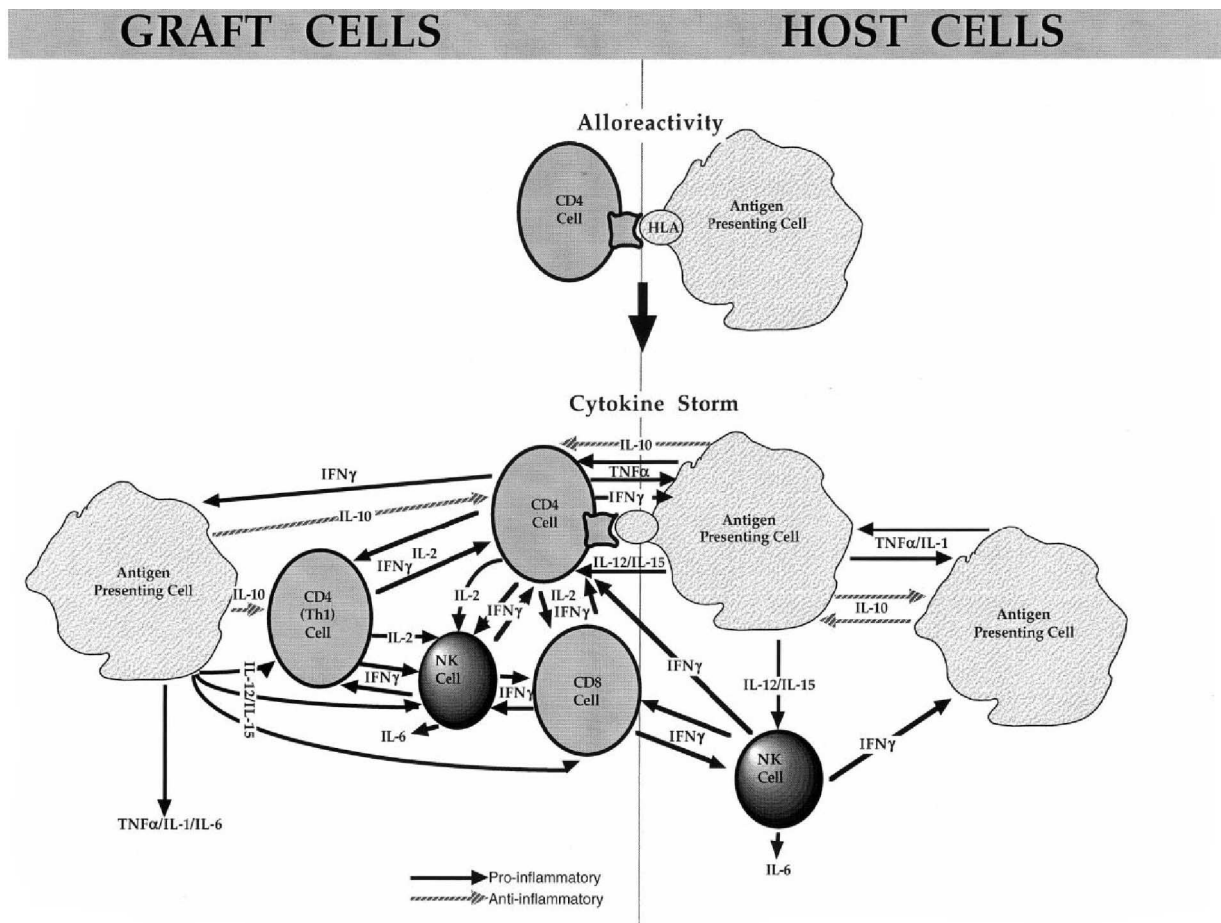 GRAFT CELLS
HOST CELLS
Alloreactivity
CD4
Cell
HLA
Antigen
Presenting Cell
Cytokine Storm
IL-10
TNFα
IFNγ
IFNγ
IL-10
CD4
Cell
Antigen
Presenting Cell
IL-12/IL-15
TNFα/IL-1
IL-10
Antigen
Presenting Cell
Antigen
Presenting Cell
IL-10
CD4
(Th1)
Cell
IL-2
IFNγ
IL-2
IFNγ
IL-2
IFNγ
IL-2
IFNγ
NK
Cell
IFNγ
CD8
Cell
IL-12/IL-15
IL-6
TNFα/IL-1/IL-6
IFNγ
IL-12/IL-15
IFNγ
NK
Cell
IFNγ
IL-6
Pro-inflammatory
Anti-inflammatory